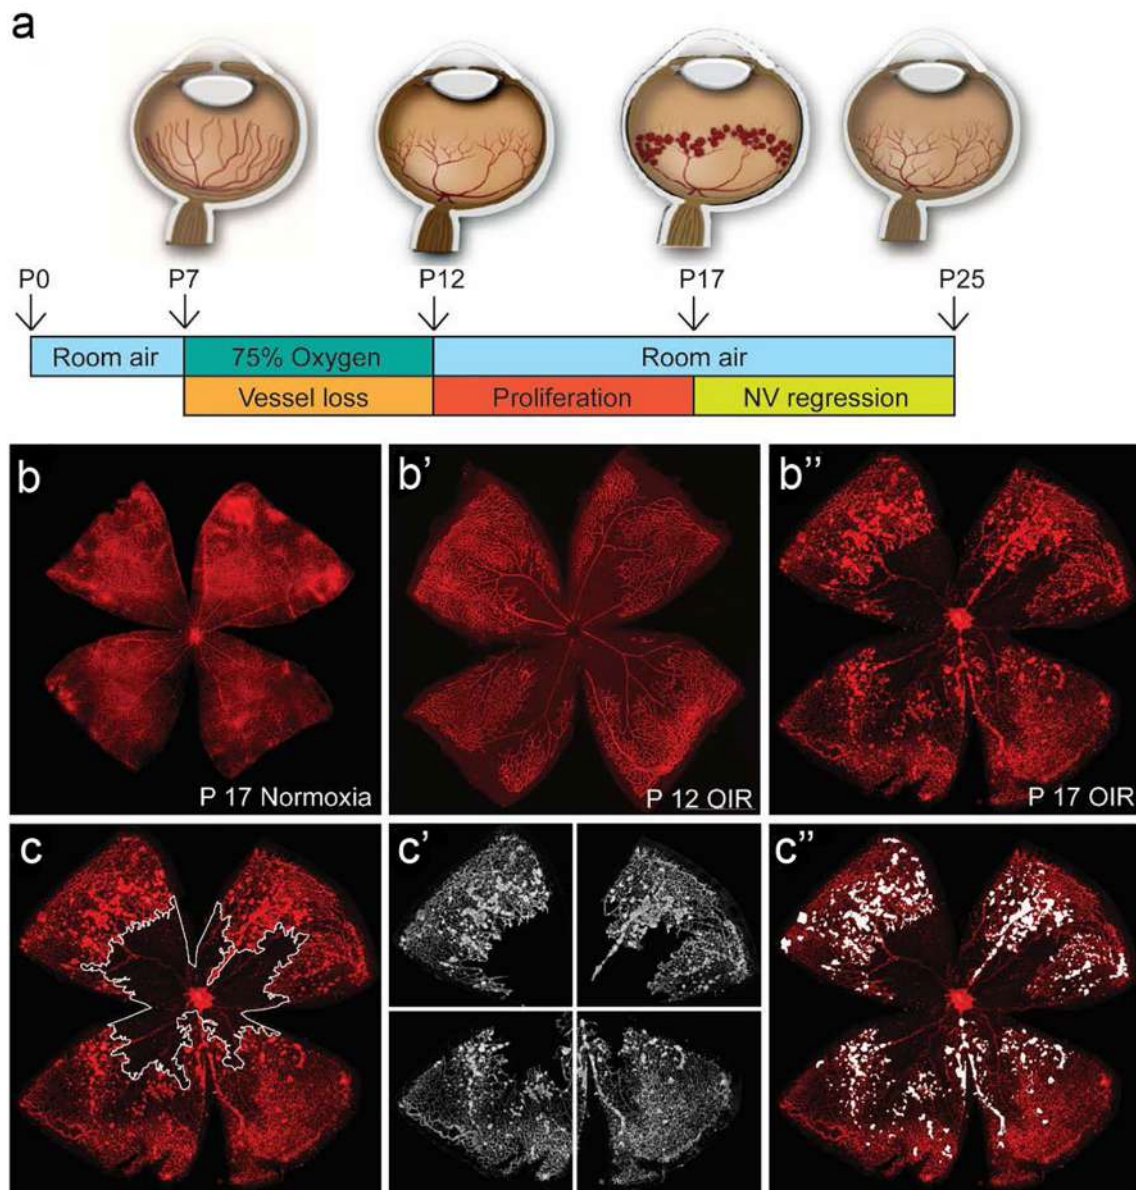 a
P0 P7 P12 P17 P25
Room air 75% Oxygen Room air
Vessel loss Proliferation NV regression
b b' b"
P 17 Normoxia P 12 OIR P 17 OIR
c c' c"